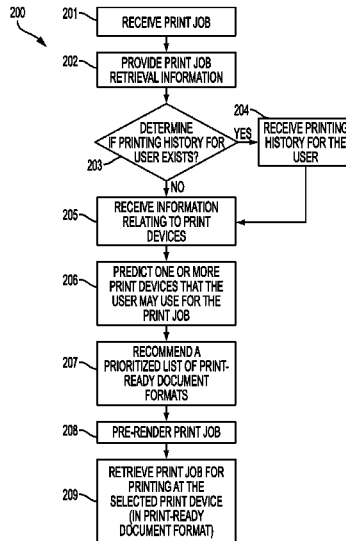 200
201
RECEIVE PRINT JOB
202
PROVIDE PRINT JOB
RETRIEVAL INFORMATION
203
DETERMINE
IF PRINTING HISTORY FOR
USER EXISTS?
YES
204
RECEIVE PRINTING
HISTORY FOR THE
USER
NO
205
RECEIVE INFORMATION
RELATING TO PRINT
DEVICES
206
PREDICT ONE OR MORE
PRINT DEVICES THAT THE
USER MAY USE FOR THE
PRINT JOB
207
RECOMMEND A
PRIORITIZED LIST OF PRINT-
READY DOCUMENT
FORMATS
208
PRE-RENDER PRINT JOB
209
RETRIEVE PRINT JOB FOR
PRINTING AT THE
SELECTED PRINT DEVICE
(IN PRINT-READY
DOCUMENT FORMAT)